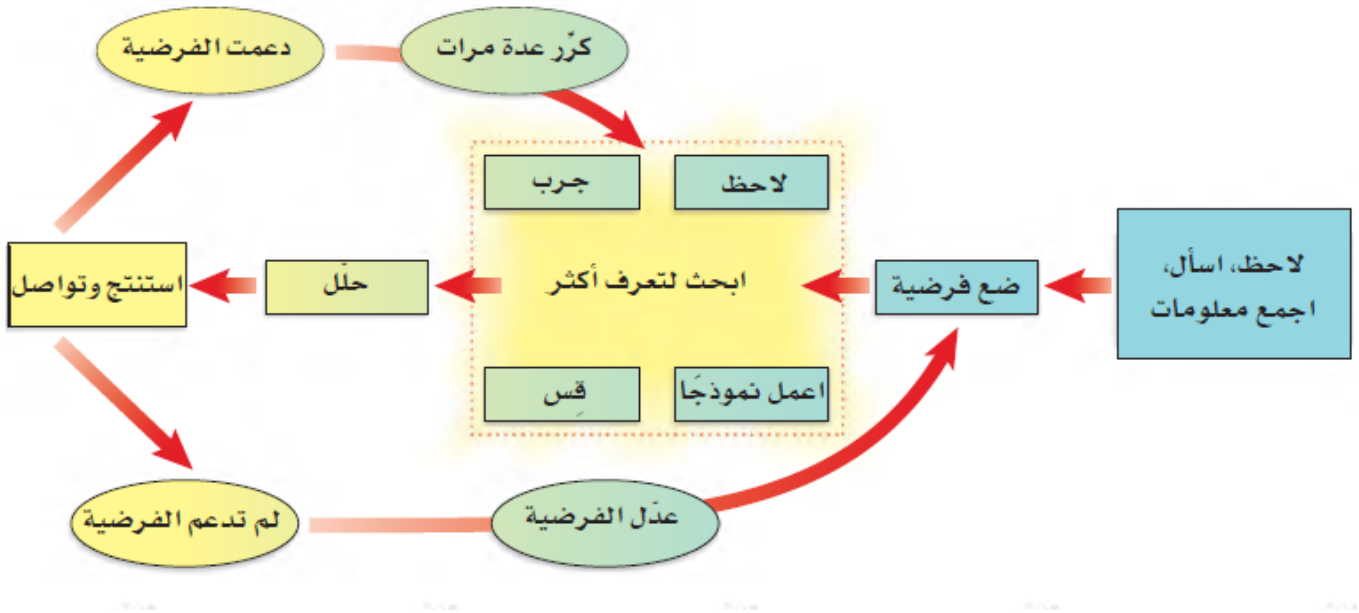 دعمت الفرضية
كرّر عدة مرات
لاحظ
جرب
لاحظ، اسأل،
اجمع معلومات
ضع فرضية
ابحث لتعرف أكثر
حلّل
استنتج وتواصل
اعمل نموذجًا
قِس
عدّل الفرضية
لم تدعم الفرضية